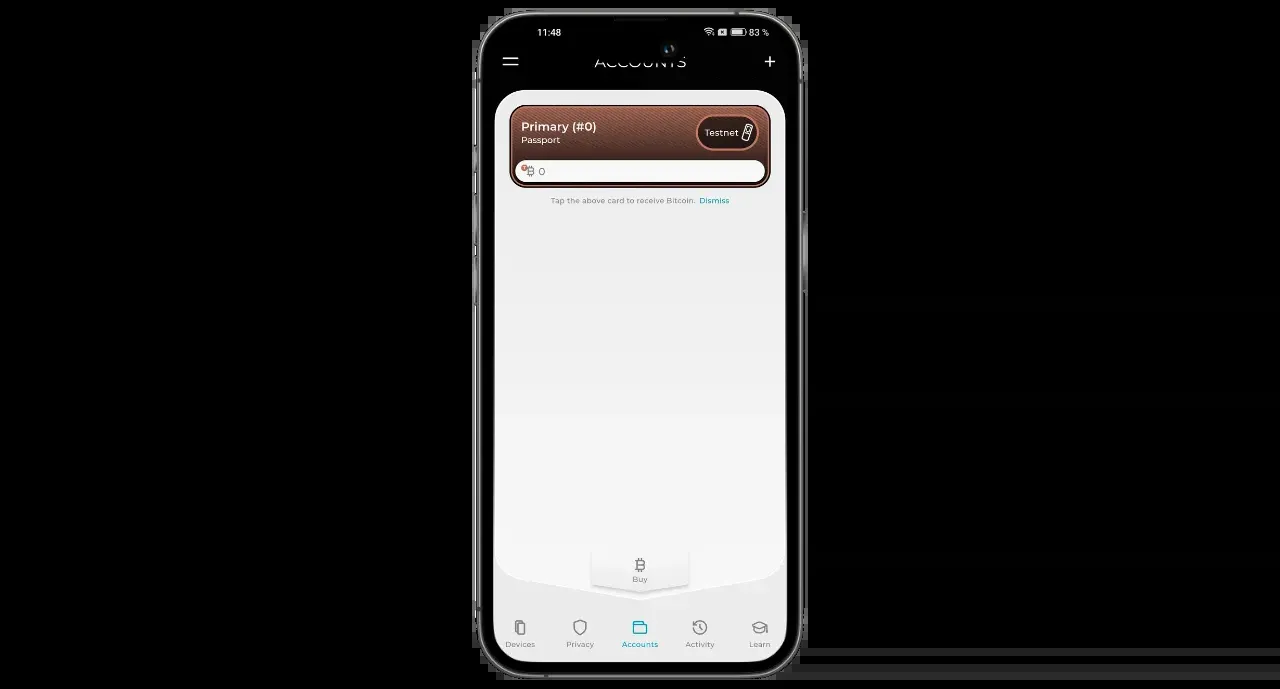 11:48
83 %
ACCOUNTS
Primary (#0)
Passport
Testnet
0
Tap the above card to receive Bitcoin. Dismiss
Buy
Devices
Privacy
Accounts
Activity
Learn